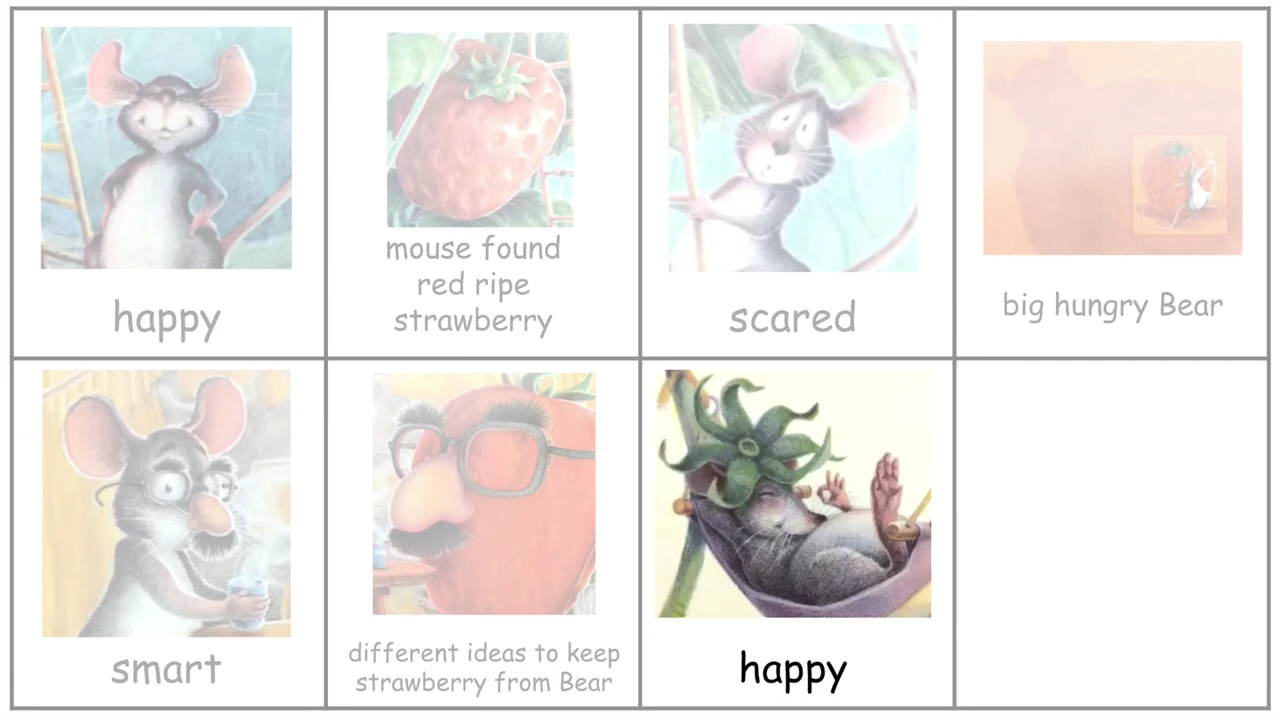 happy
mouse found
red ripe
strawberry
scared
big hungry Bear
smart
different ideas to keep
strawberry from Bear
happy